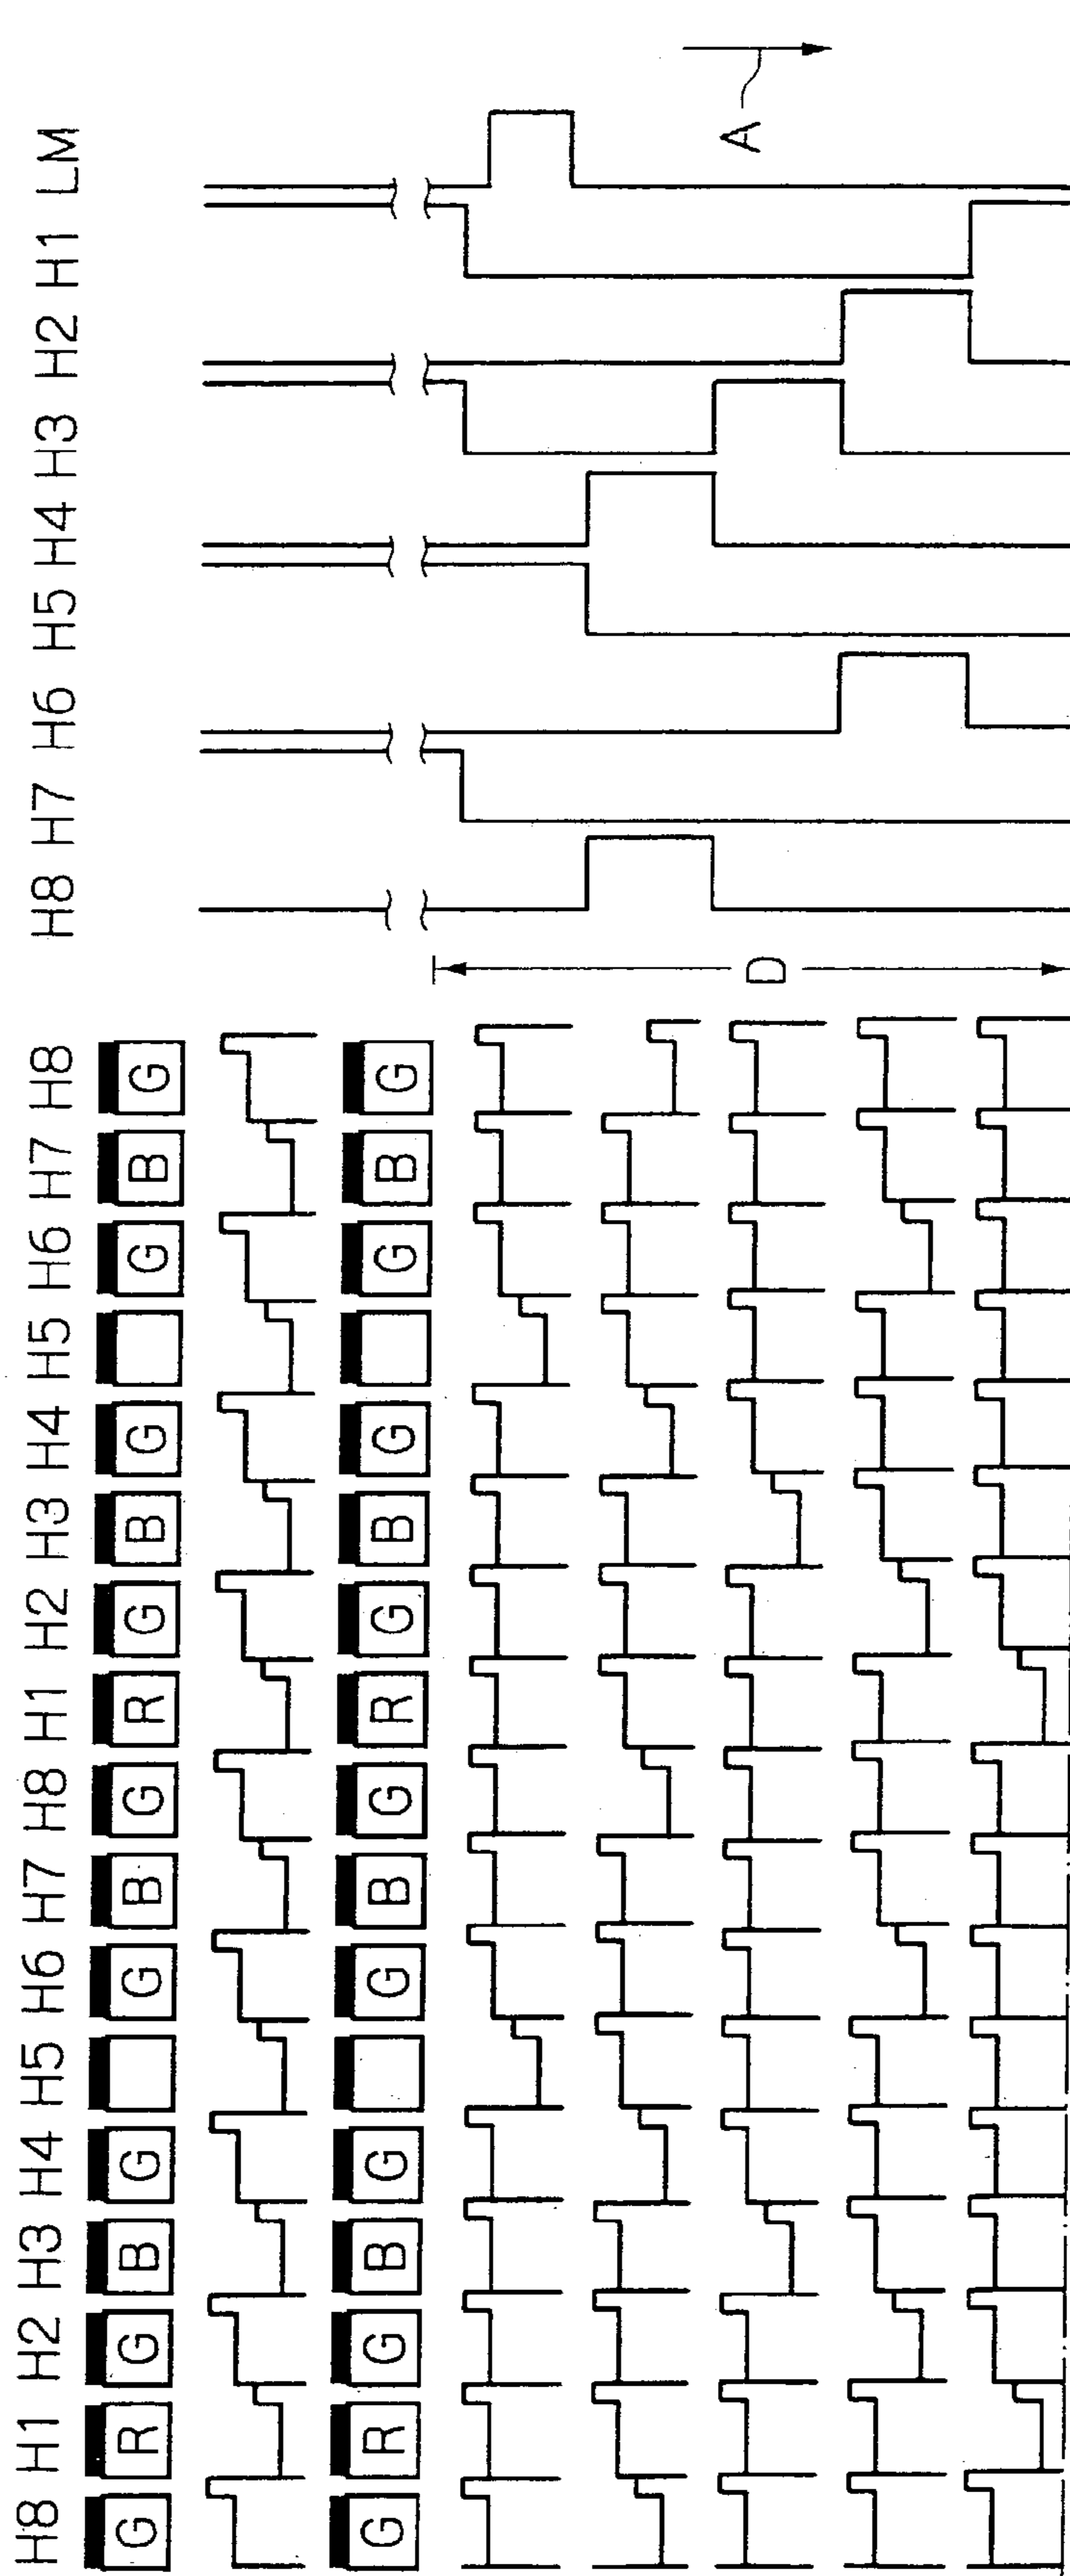 H8 H1 H2 H3 H4 H5 H6 H7 H8 H1 H2 H3 H4 H5 H6 H7 H8
G R G B G G B G R G B G G B G
G R G B G G B G R G B G G B G
H8 H7 H6 H5 H4 H3 H2 H1 LM
D
A